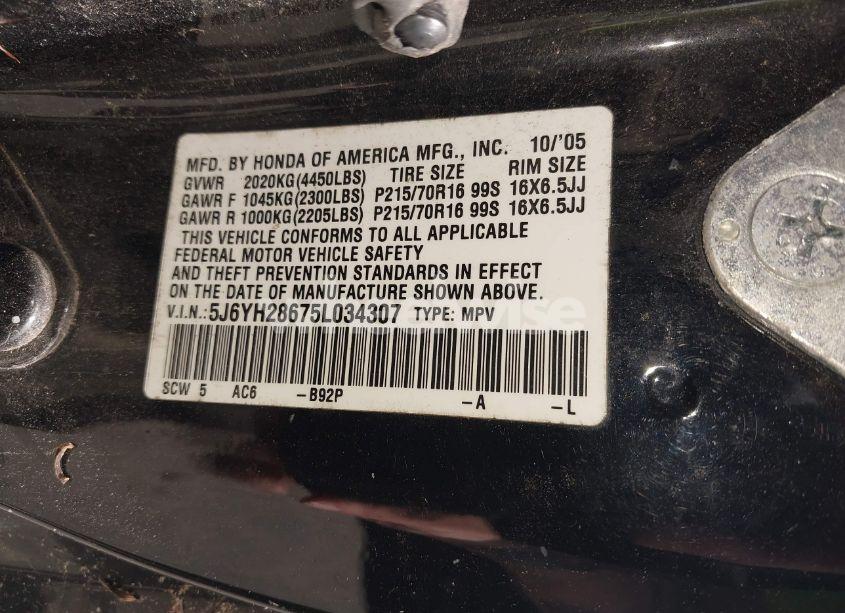 MFD. BY HONDA OF AMERICA MFG., INC. 10/'05
GVWR 2020KG(4450LBS) TIRE SIZE RIM SIZE
GAWR F 1045KG(2300LBS) P215/70R16 99S 16X6.5JJ
GAWR R 1000KG(2205LBS) P215/70R16 99S 16X6.5JJ
THIS VEHICLE CONFORMS TO ALL APPLICABLE
FEDERAL MOTOR VEHICLE SAFETY
AND THEFT PREVENTION STANDARDS IN EFFECT
ON THE DATE OF MANUFACTURE SHOWN ABOVE.
V.I.N.:5J6YH28675L034307 TYPE: MPV
SCW 5 AC6 -B92P -A -L